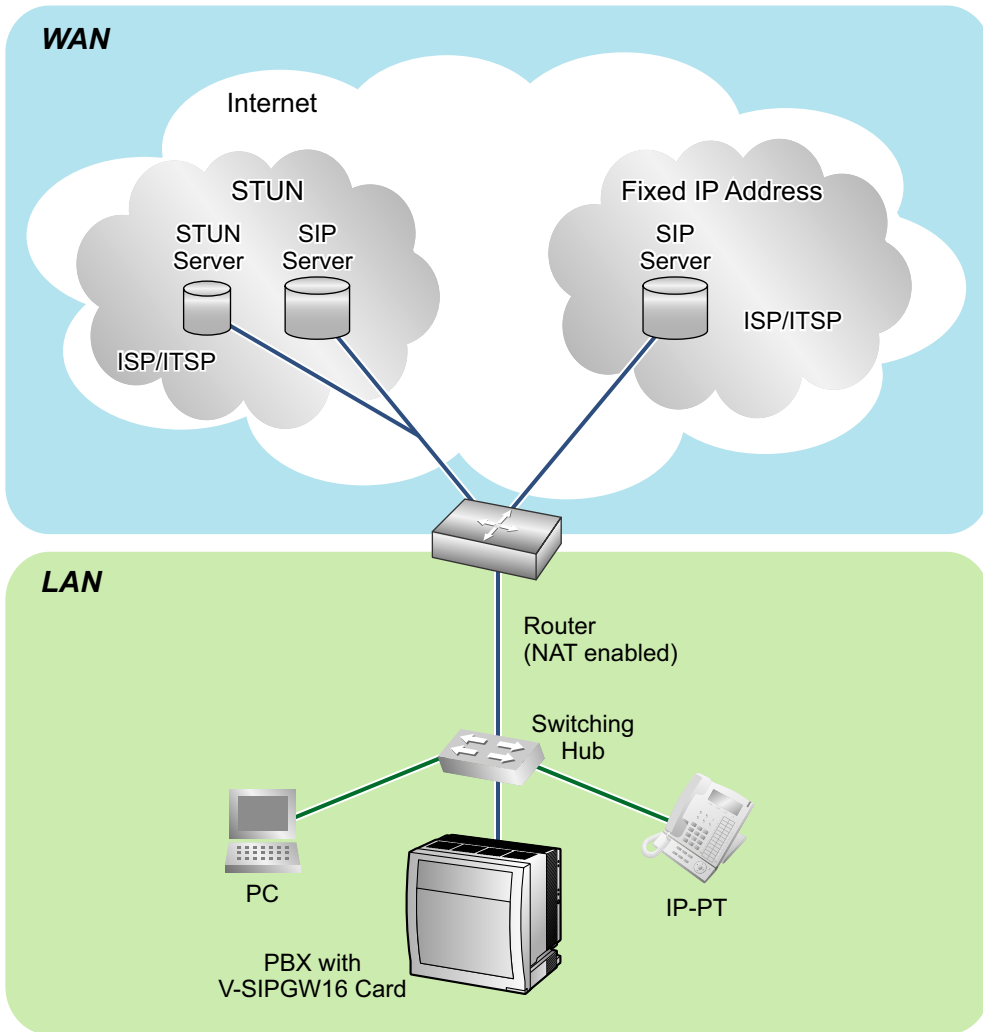 WAN
Internet
STUN
STUN
Server
SIP
Server
ISP/ITSP
Fixed IP Address
SIP
Server
ISP/ITSP
LAN
Router
(NAT enabled)
Switching
Hub
PC
IP-PT
PBX with
V-SIPGW16 Card